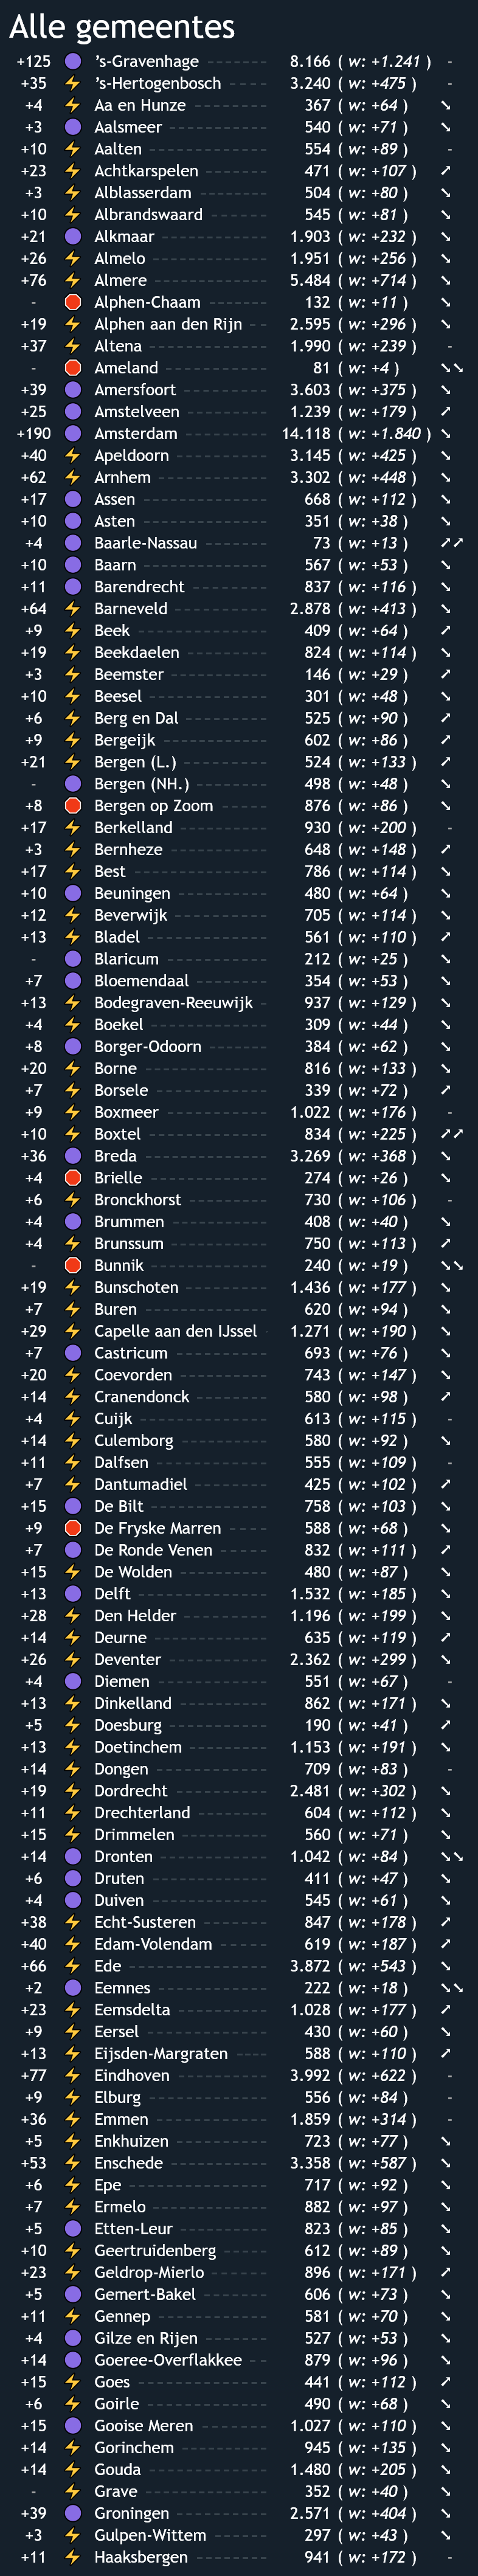 Alle gemeentes
+125 's-Gravenhage 8.166 ( w: +1.241 ) -
+35 's-Hertogenbosch 3.240 ( w: +475 ) -
+4 Aa en Hunze 367 ( w: +64 ) ↘
+3 Aalsmeer 540 ( w: +71 ) ↘
+10 Aalten 554 ( w: +89 ) -
+23 Achtkarspelen 471 ( w: +107 ) ↗
+3 Alblasserdam 504 ( w: +80 ) ↘
+10 Albrandswaard 545 ( w: +81 ) ↘
+21 Alkmaar 1.903 ( w: +232 ) ↘
+26 Almelo 1.951 ( w: +256 ) ↘
+76 Almere 5.484 ( w: +714 ) ↘
- Alphen-Chaam 132 ( w: +11 ) ↘
+19 Alphen aan den Rijn 2.595 ( w: +296 ) ↘
+37 Altena 1.990 ( w: +239 ) -
- Ameland 81 ( w: +4 ) ↘↘
+39 Amersfoort 3.603 ( w: +375 ) ↘
+25 Amstelveen 1.239 ( w: +179 ) ↗
+190 Amsterdam 14.118 ( w: +1.840 ) ↘
+40 Apeldoorn 3.145 ( w: +425 ) ↘
+62 Arnhem 3.302 ( w: +448 ) ↘
+17 Assen 668 ( w: +112 ) ↘
+10 Asten 351 ( w: +38 ) ↘
+4 Baarle-Nassau 73 ( w: +13 ) ↗↗
+10 Baarn 567 ( w: +53 ) ↘
+11 Barendrecht 837 ( w: +116 ) ↘
+64 Barneveld 2.878 ( w: +413 ) ↘
+9 Beek 409 ( w: +64 ) ↗
+19 Beekdaelen 824 ( w: +114 ) ↘
+3 Beemster 146 ( w: +29 ) ↗
+10 Beesel 301 ( w: +48 ) ↘
+6 Berg en Dal 525 ( w: +90 ) ↗
+9 Bergeijk 602 ( w: +86 ) ↗
+21 Bergen (L.) 524 ( w: +133 ) ↗
- Bergen (NH.) 498 ( w: +48 ) ↘
+8 Bergen op Zoom 876 ( w: +86 ) ↘
+17 Berkelland 930 ( w: +200 ) -
+3 Bernheze 648 ( w: +148 ) ↗
+17 Best 786 ( w: +114 ) ↘
+10 Beuningen 480 ( w: +64 ) ↘
+12 Beverwijk 705 ( w: +114 ) ↘
+13 Bladel 561 ( w: +110 ) ↗
- Blaricum 212 ( w: +25 ) ↘
+7 Bloemendaal 354 ( w: +53 ) ↘
+13 Bodegraven-Reeuwijk 937 ( w: +129 ) ↘
+4 Boekel 309 ( w: +44 ) ↘
+8 Borger-Odoorn 384 ( w: +62 ) ↘
+20 Borne 816 ( w: +133 ) ↘
+7 Borsele 339 ( w: +72 ) ↗
+9 Boxmeer 1.022 ( w: +176 ) -
+10 Boxtel 834 ( w: +225 ) ↗↗
+36 Breda 3.269 ( w: +368 ) ↘
+4 Brielle 274 ( w: +26 ) ↘
+6 Bronckhorst 730 ( w: +106 ) -
+4 Brummen 408 ( w: +40 ) ↘
+4 Brunssum 750 ( w: +113 ) ↗
- Bunnik 240 ( w: +19 ) ↘↘
+19 Bunschoten 1.436 ( w: +177 ) ↘
+7 Buren 620 ( w: +94 ) ↘
+29 Capelle aan den IJssel 1.271 ( w: +190 ) ↘
+7 Castricum 693 ( w: +76 ) ↘
+20 Coevorden 743 ( w: +147 ) ↘
+14 Cranendonck 580 ( w: +98 ) ↗
+4 Cuijk 613 ( w: +115 ) -
+14 Culemborg 580 ( w: +92 ) ↘
+11 Dalfsen 555 ( w: +109 ) -
+7 Dantumadiel 425 ( w: +102 ) ↗
+15 De Bilt 758 ( w: +103 ) ↘
+9 De Fryske Marren 588 ( w: +68 ) ↘
+7 De Ronde Venen 832 ( w: +111 ) ↗
+15 De Wolden 480 ( w: +87 ) ↘
+13 Delft 1.532 ( w: +185 ) ↘
+28 Den Helder 1.196 ( w: +199 ) ↘
+14 Deurne 635 ( w: +119 ) ↗
+26 Deventer 2.362 ( w: +299 ) ↘
+4 Diemen 551 ( w: +67 ) -
+13 Dinkelland 862 ( w: +171 ) ↘
+5 Doesburg 190 ( w: +41 ) ↗
+13 Doetinchem 1.153 ( w: +191 ) ↘
+14 Dongen 709 ( w: +83 ) -
+19 Dordrecht 2.481 ( w: +302 ) ↘
+11 Drechterland 604 ( w: +112 ) ↘
+15 Drimmelen 560 ( w: +71 ) ↘
+14 Dronten 1.042 ( w: +84 ) ↘↘
+6 Druten 411 ( w: +47 ) ↘
+4 Duiven 545 ( w: +61 ) ↘
+38 Echt-Susteren 847 ( w: +178 ) ↗
+40 Edam-Volendam 619 ( w: +187 ) ↗
+66 Ede 3.872 ( w: +543 ) ↘
+2 Eemnes 222 ( w: +18 ) ↘↘
+23 Eemsdelta 1.028 ( w: +177 ) ↗
+9 Eersel 430 ( w: +60 ) ↘
+13 Eijsden-Margraten 588 ( w: +110 ) ↗
+77 Eindhoven 3.992 ( w: +622 ) -
+9 Elburg 556 ( w: +84 ) -
+36 Emmen 1.859 ( w: +314 ) -
+5 Enkhuizen 723 ( w: +77 ) ↘
+53 Enschede 3.358 ( w: +587 ) ↘
+6 Epe 717 ( w: +92 ) ↘
+7 Ermelo 882 ( w: +97 ) ↘
+5 Etten-Leur 823 ( w: +85 ) ↘
+10 Geertruidenberg 612 ( w: +89 ) ↘
+23 Geldrop-Mierlo 896 ( w: +171 ) ↗
+5 Gemert-Bakel 606 ( w: +73 ) ↘
+11 Gennep 581 ( w: +70 ) ↘
+4 Gilze en Rijen 527 ( w: +53 ) ↘
+14 Goeree-Overflakkee 879 ( w: +96 ) ↘
+15 Goes 441 ( w: +112 ) ↗
+6 Goirle 490 ( w: +68 ) ↘
+15 Gooise Meren 1.027 ( w: +110 ) ↘
+14 Gorinchem 945 ( w: +135 ) ↘
+14 Gouda 1.480 ( w: +205 ) ↘
- Grave 352 ( w: +40 ) ↘
+39 Groningen 2.571 ( w: +404 ) ↘
+3 Gulpen-Wittem 297 ( w: +43 ) ↘
+11 Haaksbergen 941 ( w: +172 ) -